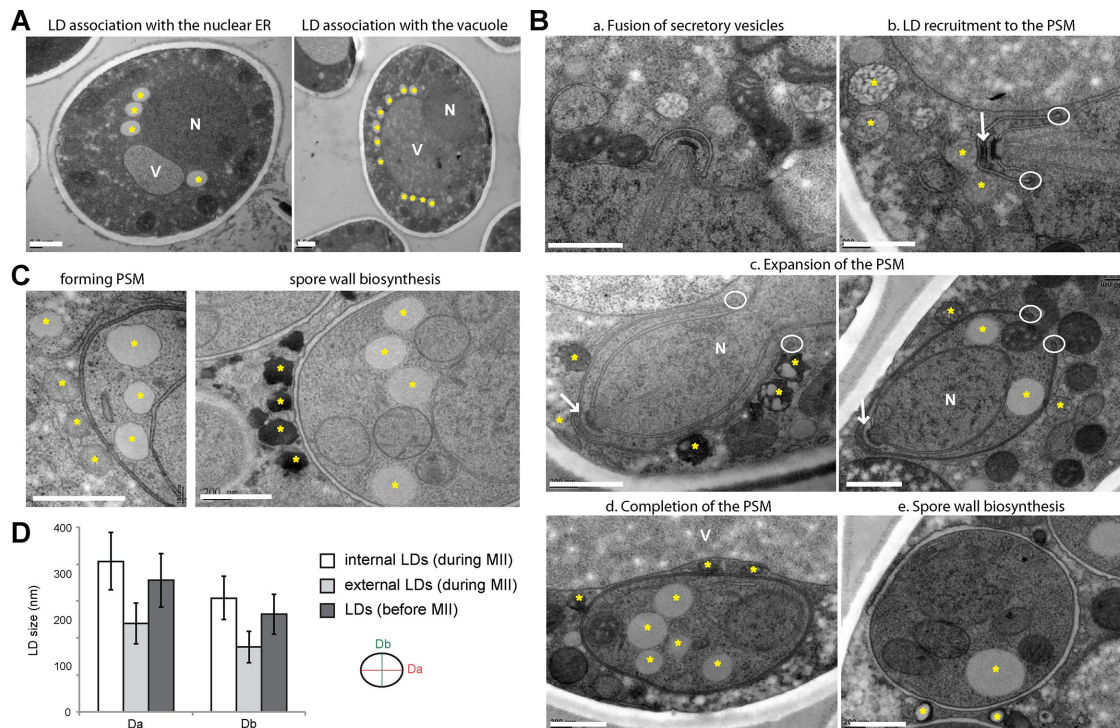 A
LD association with the nuclear ER
LD association with the vacuole
N
V
N
V
B
a. Fusion of secretory vesicles
b. LD recruitment to the PSM
c. Expansion of the PSM
N
N
C
forming PSM
spore wall biosynthesis
200 nm
d. Completion of the PSM
V
e. Spore wall biosynthesis
D
LD size (nm)
400
300
200
100
0
Da
Db
internal LDs (during MII)
external LDs (during MII)
LDs (before MII)
Db
Da